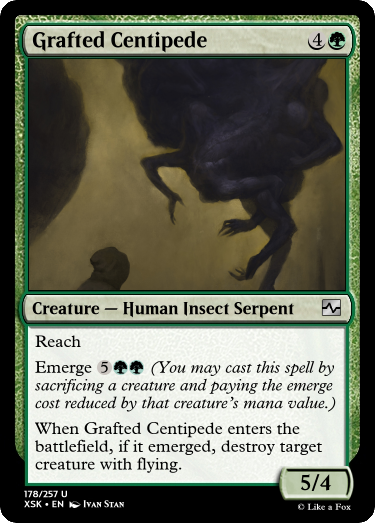 Grafted Centipede 4
Creature — Human Insect Serpent
Reach
Emerge 5 (You may cast this spell by
sacrificing a creature and paying the emerge
cost reduced by that creature's mana value.)
When Grafted Centipede enters the
battlefield, if it emerged, destroy target
creature with flying.
5/4
178/257 U
XSK • EN Ivan Stan
© Like a Fox